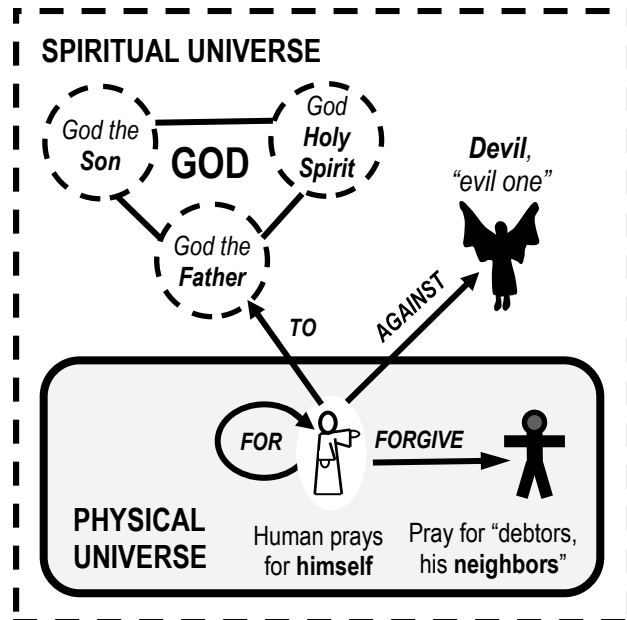 SPIRITUAL UNIVERSE
God the
Son
GOD
God
Holy
Spirit
God the
Father
Devil,
“evil one”
TO
AGAINST
FOR
FORGIVE
PHYSICAL
UNIVERSE
Human prays
for himself
Pray for “debtors,
his neighbors”